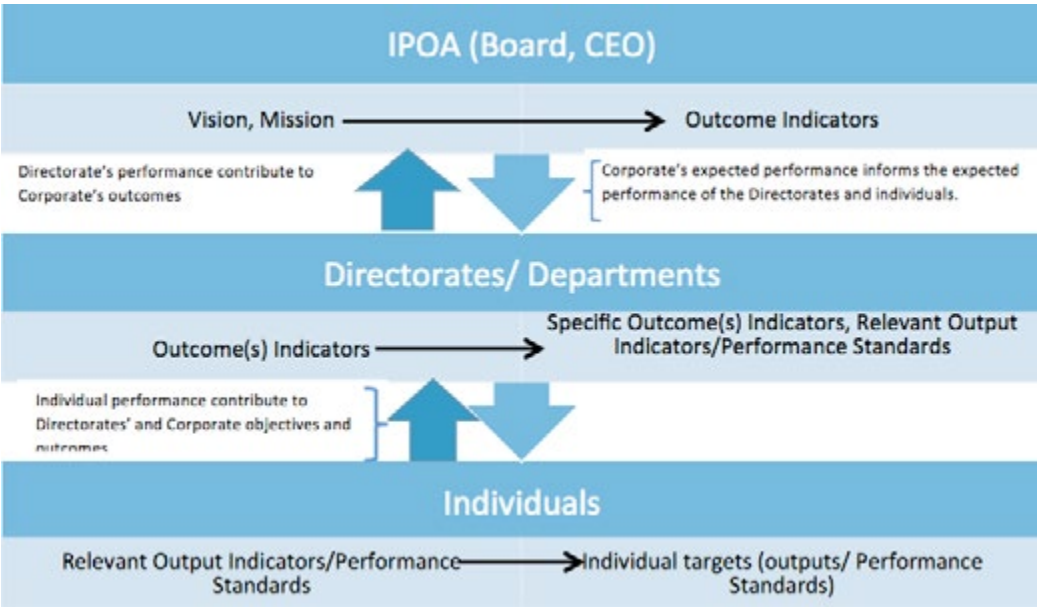 IPOA (Board, CEO)
Vision, Mission
Outcome Indicators
Directorate's performance contribute to
Corporate's outcomes
Corporate's expected performance informs the expected
performance of the Directorates and individuals.
Directorates/ Departments
Outcome(s) Indicators
Specific Outcome(s) Indicators, Relevant Output
Indicators/Performance Standards
Individual performance contribute to
Directorates' and Corporate objectives and
outcomes
Individuals
Relevant Output Indicators/Performance
Standards
Individual targets (outputs/ Performance
Standards)